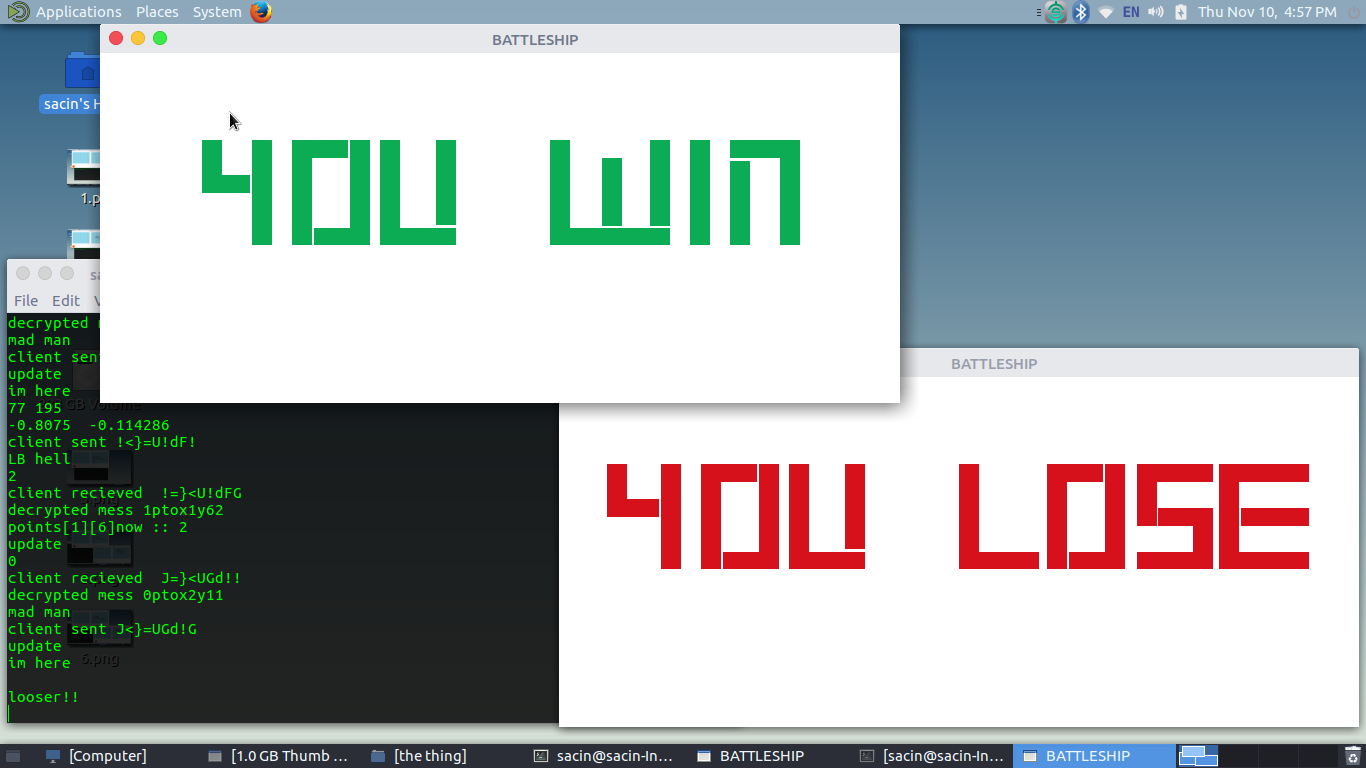 Applications Places System EN Thu Nov 10, 4:57 PM
BATTLESHIP
sacin's H
YOU WIN
1.p
File Edit
BATTLESHIP
YOU LOSE
decrypted
mad man
client sent
update
im here
GB Volume
77 195
-0.8075 -0.114286
client sent !<}=U!dF!
LB hell
2
client recieved !=}<U!dFG
decrypted mess 1ptox1y62
points[1][6]now :: 2
update
0
client recieved J=}<UGd!!
decrypted mess 0ptox2y11
mad man
client sent J<}=UGd!G
update
im here
6.png
looser!!
[Computer] [1.0 GB Thumb ... [the thing] sacin@sacin-In... BATTLESHIP [sacin@sacin-In... BATTLESHIP